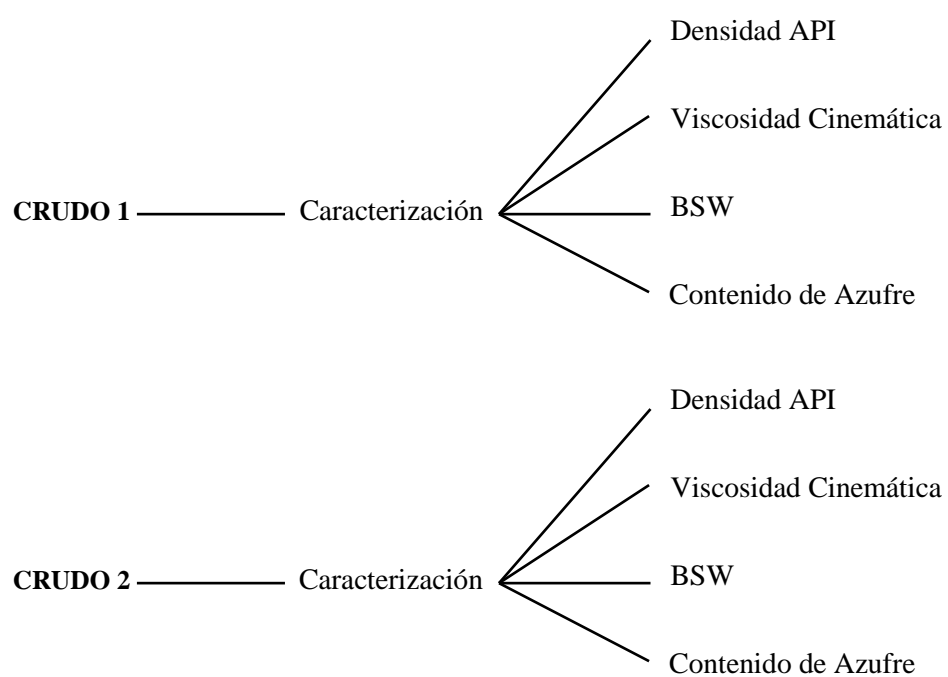 Densidad API
Viscosidad Cinemática
CRUDO 1 Caracterización BSW
Contenido de Azufre
Densidad API
Viscosidad Cinemática
CRUDO 2 Caracterización BSW
Contenido de Azufre